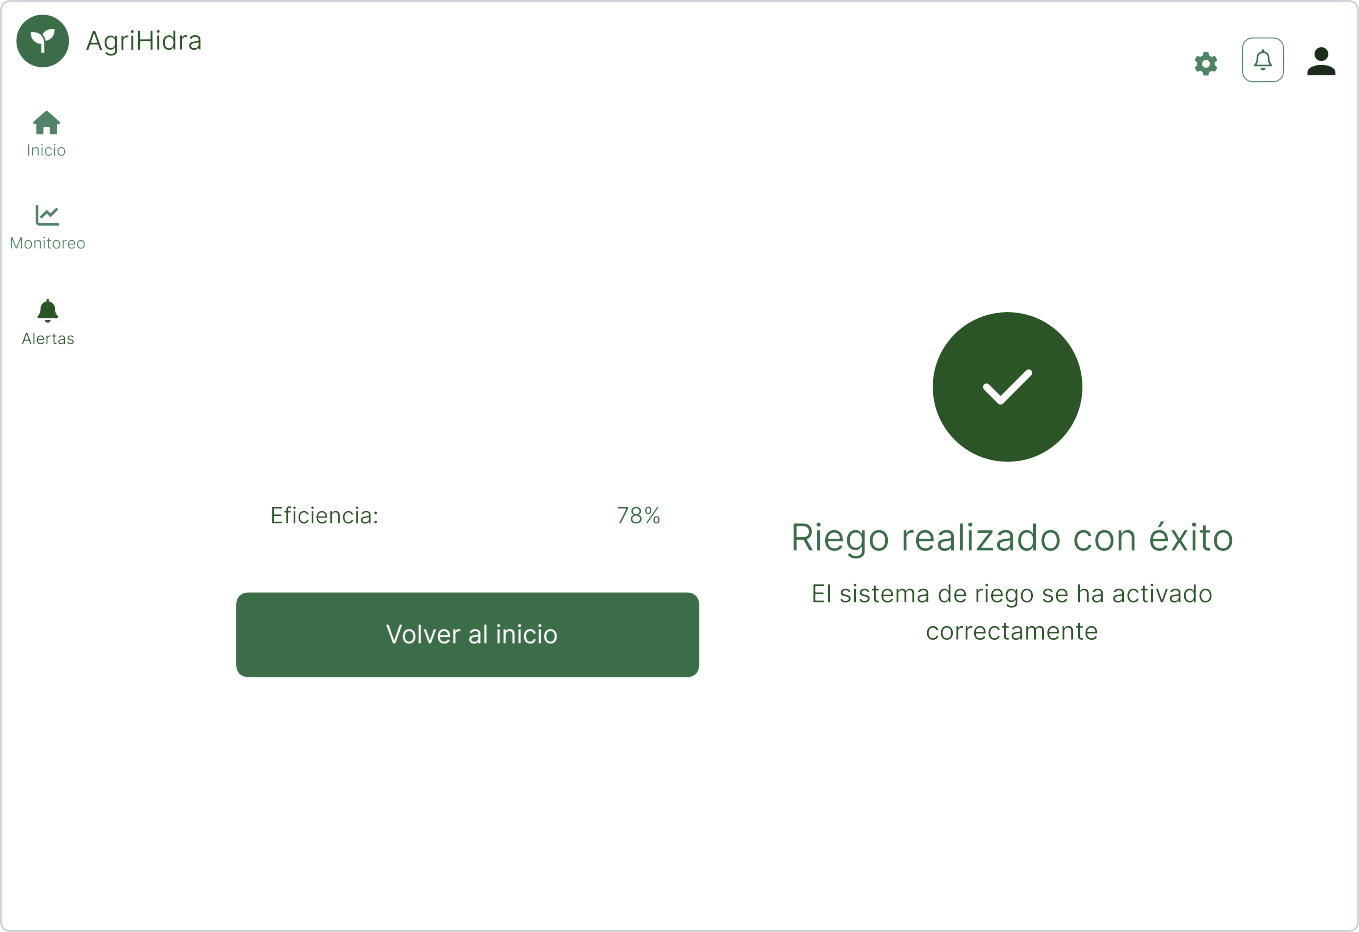 AgriHidra
Inicio
Monitoreo
Alertas
Eficiencia: 78%
Volver al inicio
Riego realizado con éxito
El sistema de riego se ha activado
correctamente